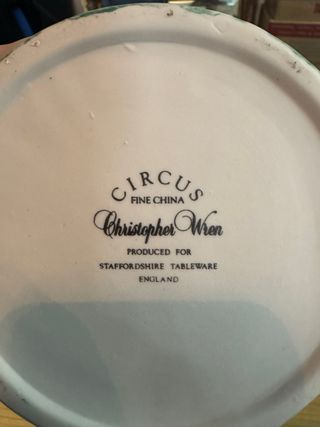 CIRCUS
FINE CHINA
Christopher Wren
PRODUCED FOR
STAFFORDSHIRE TABLEWARE
ENGLAND